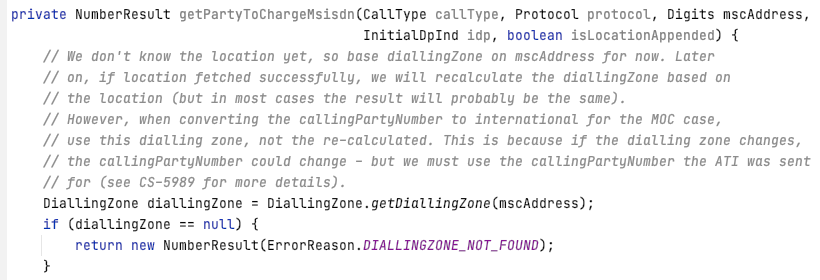 private NumberResult getPartyToChargeMsisdn(CallType callType, Protocol protocol, Digits mscAddress,
InitialDpInd idp, boolean isLocationAppended) {
// We don't know the location yet, so base diallingZone on mscAddress for now. Later
// on, if location fetched successfully, we will recalculate the diallingZone based on
// the location (but in most cases the result will probably be the same).
// However, when converting the callingPartyNumber to international for the MOC case,
// use this dialling zone, not the re-calculated. This is because if the dialling zone changes,
// the callingPartyNumber could change - but we must use the callingPartyNumber the ATI was sent
// for (see CS-5989 for more details).
DiallingZone diallingZone = DiallingZone.getDiallingZone(mscAddress);
if (diallingZone == null) {
return new NumberResult(ErrorReason.DIALLINGZONE_NOT_FOUND);
}